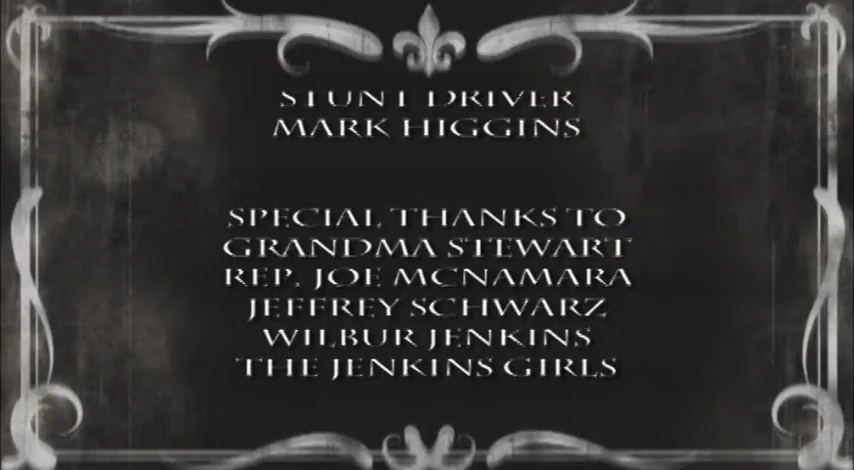 STUNT DRIVER
MARK HIGGINS
SPECIAL THANKS TO
GRANDMA STEWART
REP. JOE MCNAMARA
JEFFREY SCHWARZ
WILBUR JENKINS
THE JENKINS GIRLS